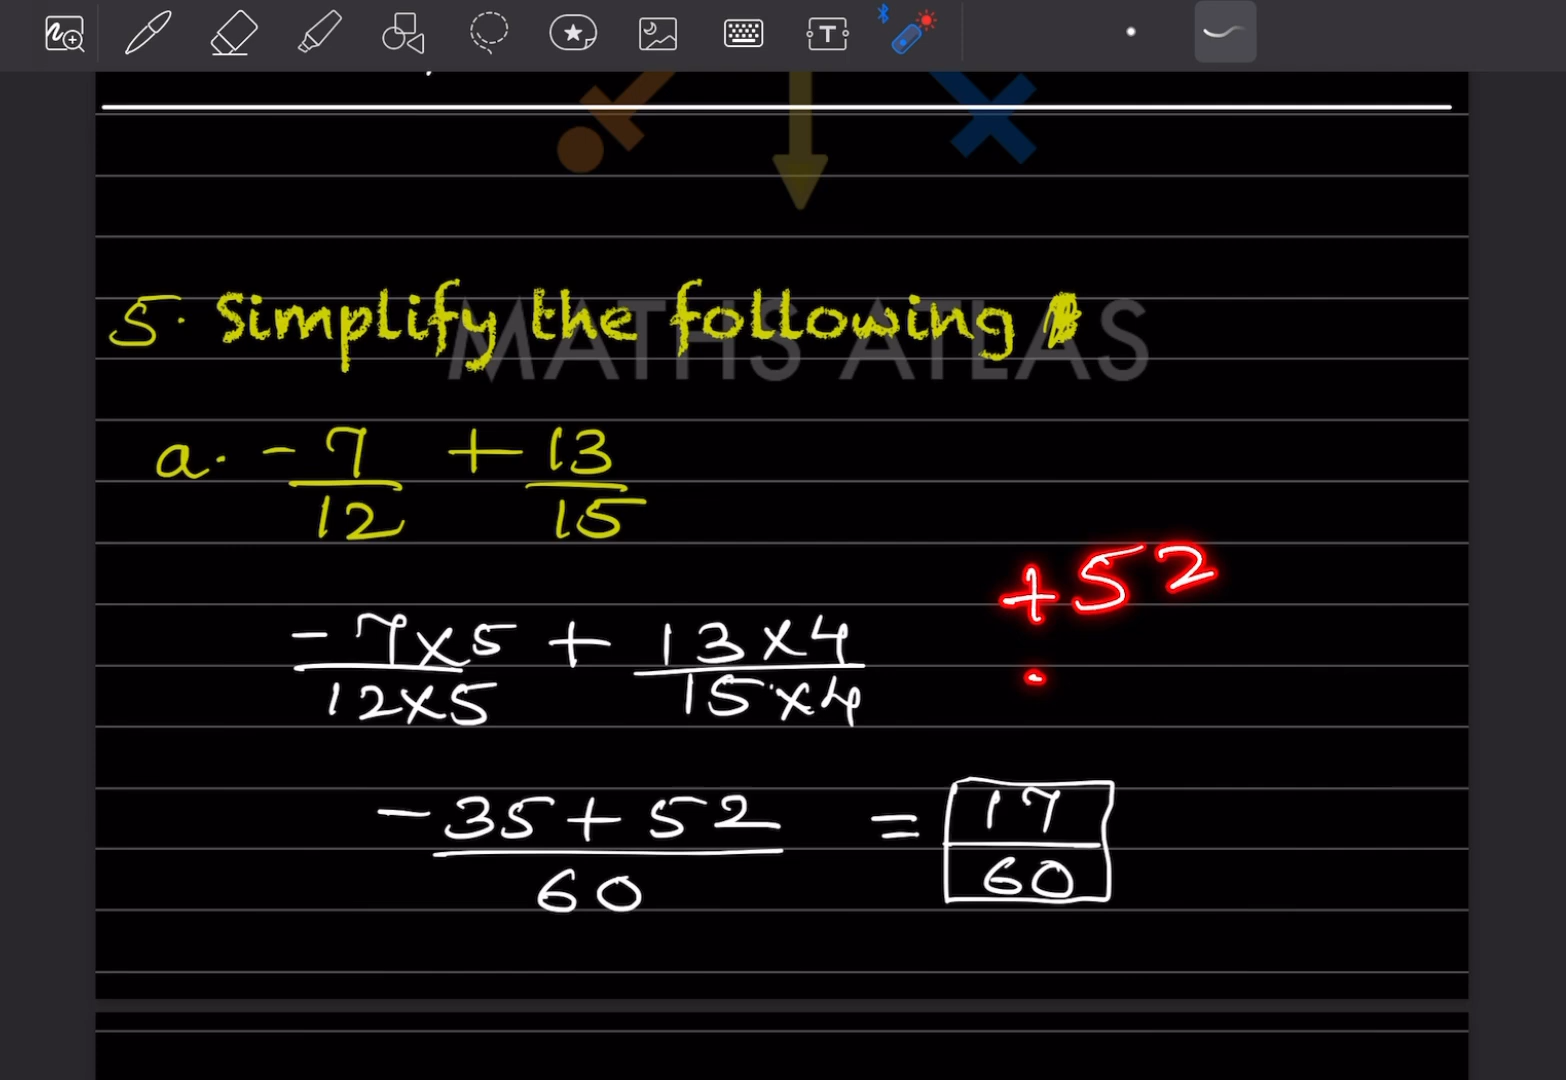 5. Simplify the following
MATHS ATLAS
a. -7/12 + 13/15
+52
-7×5/12×5 + 13×4/15×4
-35+52/60 = 17/60